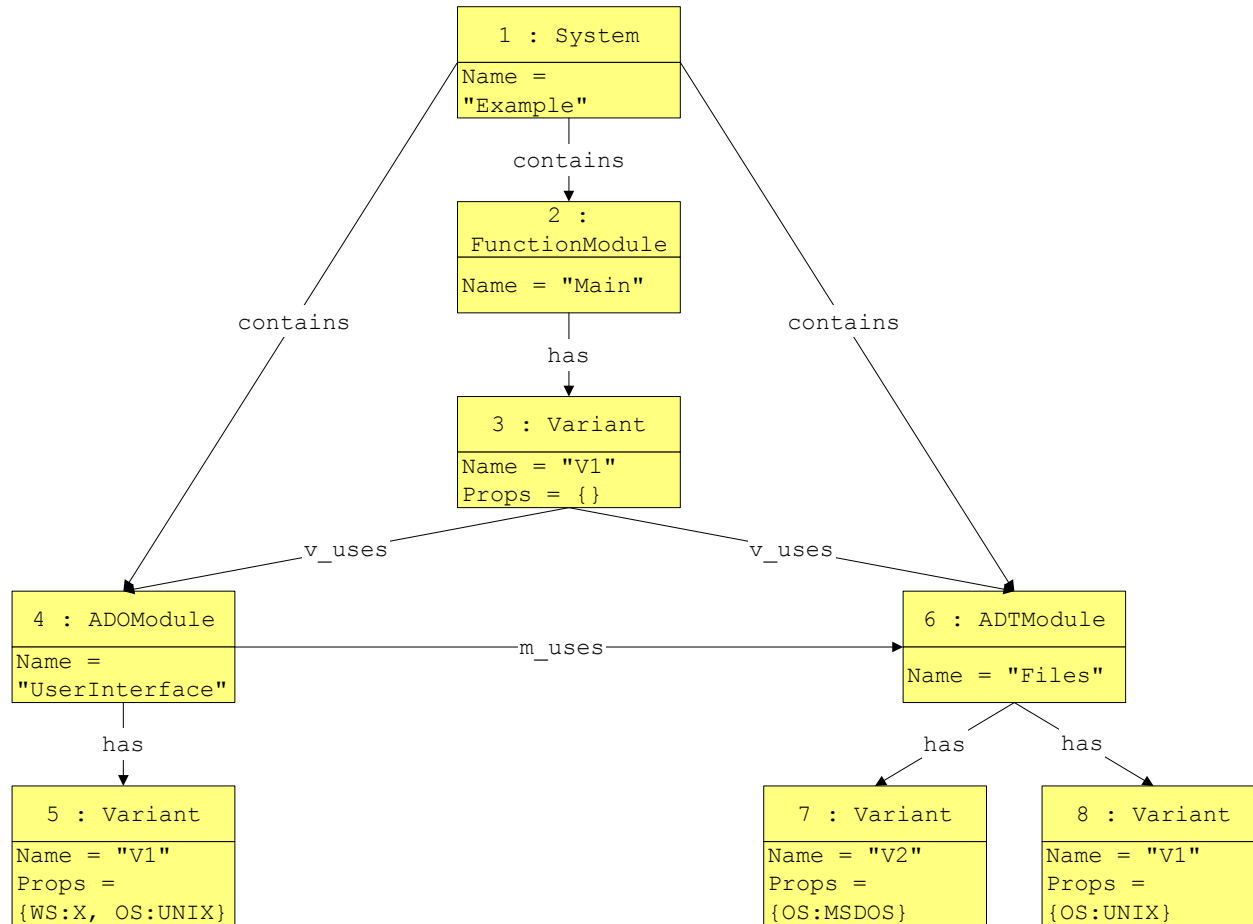 1 : System
Name =
"Example"
contains
2 :
FunctionModule
Name = "Main"
contains
contains
has
3 : Variant
Name = "V1"
Props = {}
v_uses
v_uses
4 : ADOModule
Name =
"UserInterface"
m_uses
6 : ADTModule
Name = "Files"
has
has
has
5 : Variant
Name = "V1"
Props =
{WS:X, OS:UNIX}
7 : Variant
Name = "V2"
Props =
{OS:MSDOS}
8 : Variant
Name = "V1"
Props =
{OS:UNIX}